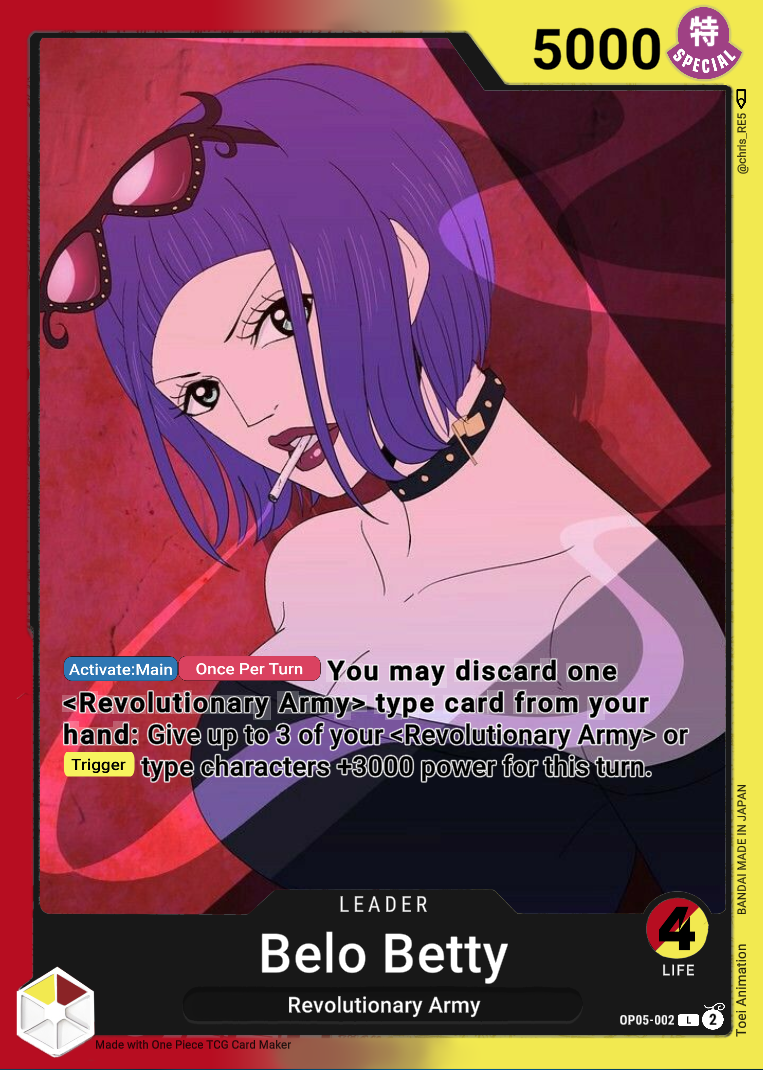 5000
特
SPECIAL
@chris_RE5
Activate:Main Once Per Turn You may discard one
<Revolutionary Army> type card from your
hand: Give up to 3 of your <Revolutionary Army> or
Trigger type characters +3000 power for this turn.
LEADER
Belo Betty
Revolutionary Army
4
LIFE
OP05-002 L 2
Made with One Piece TCG Card Maker
Toei Animation BANDAI MADE IN JAPAN